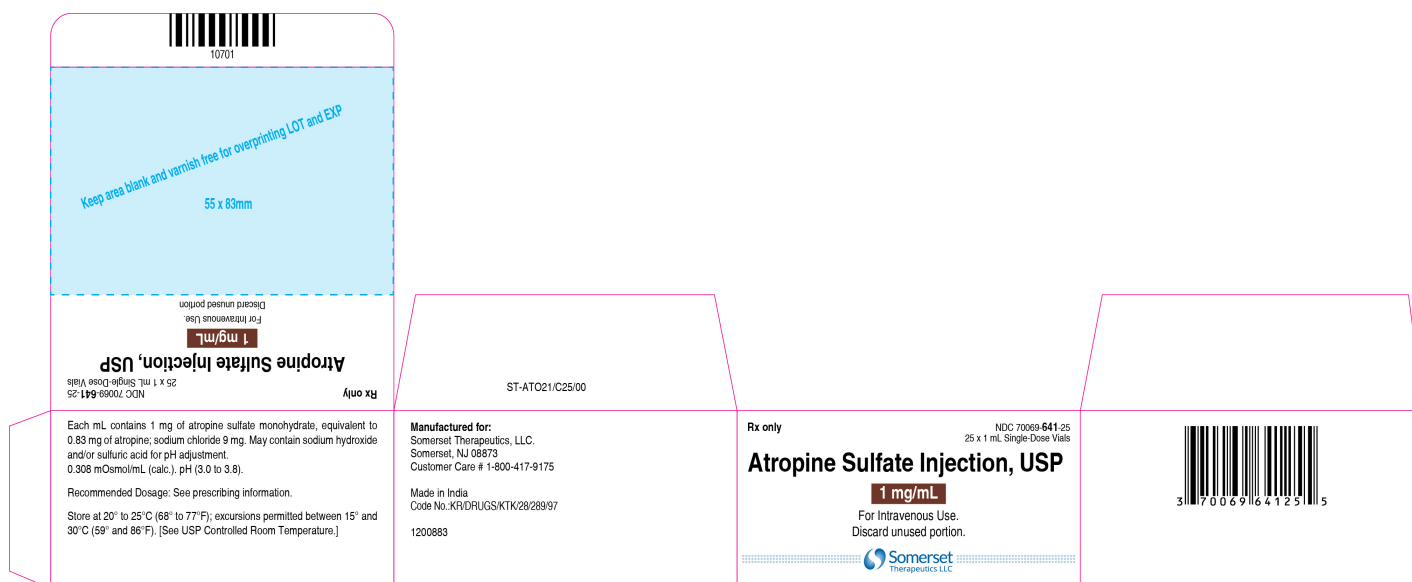 10701
Keep area blank and varnish free for overprinting LOT and EXP
55 x 83mm
Rx only
NDC 70069-641-25
25 x 1 mL Single-Dose Vials
Atropine Sulfate Injection, USP
1 mg/mL
For Intravenous Use.
Discard unused portion
Each mL contains 1 mg of atropine sulfate monohydrate, equivalent to
0.83 mg of atropine; sodium chloride 9 mg. May contain sodium hydroxide
and/or sulfuric acid for pH adjustment.
0.308 mOsmol/mL (calc.). pH (3.0 to 3.8).
Recommended Dosage: See prescribing information.
Store at 20° to 25°C (68° to 77°F); excursions permitted between 15° and
30°C (59° and 86°F). [See USP Controlled Room Temperature.]
ST-ATO21/C25/00
Manufactured for:
Somerset Therapeutics, LLC.
Somerset, NJ 08873
Customer Care # 1-800-417-9175
Made in India
Code No.:KR/DRUGS/KTK/28/289/97
1200883
Rx only
NDC 70069-641-25
25 x 1 mL Single-Dose Vials
Atropine Sulfate Injection, USP
1 mg/mL
For Intravenous Use.
Discard unused portion.
Somerset
Therapeutics LLC
3 70069 64125 5